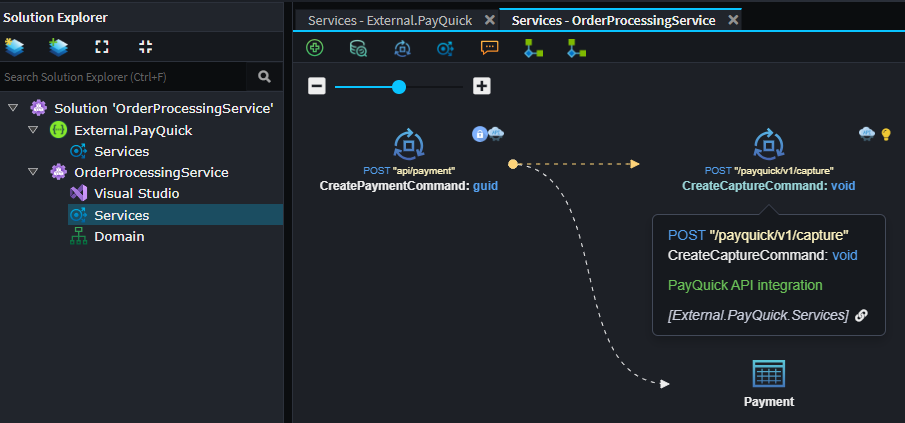 Solution Explorer
Search Solution Explorer (Ctrl+F)
Solution 'OrderProcessingService'
External.PayQuick
Services
OrderProcessingService
Visual Studio
Services
Domain
Services - External.PayQuick
Services - OrderProcessingService
POST "api/payment"
CreatePaymentCommand: guid
POST "/payquick/v1/capture"
CreateCaptureCommand: void
POST "/payquick/v1/capture"
CreateCaptureCommand: void
PayQuick API integration
[External.PayQuick.Services]
Payment